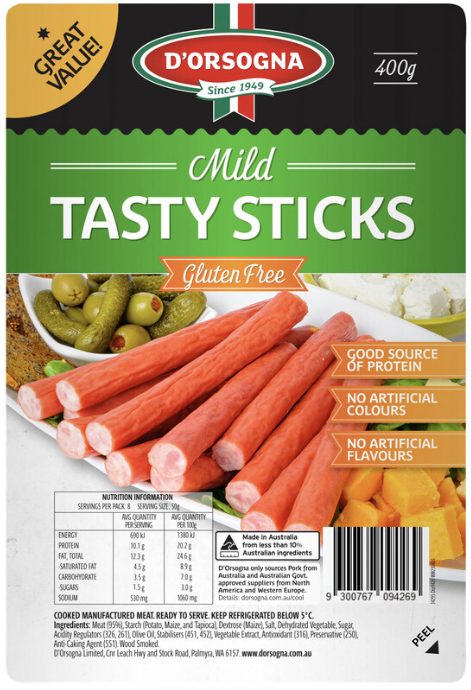 GREAT
VALUE!
D'ORSOGNA
Since 1949
400g
Mild
TASTY STICKS
Gluten Free
GOOD SOURCE
OF PROTEIN
NO ARTIFICIAL
COLOURS
NO ARTIFICIAL
FLAVOURS
NUTRITION INFORMATION
SERVINGS PER PACK: 8 SERVING SIZE: 50g
AVG QUANTITY PER SERVING AVG QUANTITY PER 100g
ENERGY 690 kJ 1380 kJ
PROTEIN 10.1 g 20.2 g
FAT, TOTAL 12.3 g 24.6 g
-SATURATED FAT 4.5 g 8.9 g
CARBOHYDRATE 3.5 g 7.0 g
-SUGARS 1.5 g 3.0 g
SODIUM 530 mg 1060 mg
Made in Australia
from less than 10%
Australian ingredients
D'Orsogna only sources Pork from
Australia and Australian Govt.
approved suppliers from North
America and Western Europe.
Details: dorsogna.com.au/cool
9 300767 094269
PEEL
COOKED MANUFACTURED MEAT. READY TO SERVE. KEEP REFRIGERATED BELOW 5°C.
Ingredients: Meat (95%), Starch (Potato, Maize, and Tapioca), Dextrose (Maize), Salt, Dehydrated Vegetable, Sugar,
Acidity Regulators (326, 261), Olive Oil, Stabilisers (451, 452), Vegetable Extract, Antioxidant (316), Preservative (250),
Anti-Caking Agent (551). Wood Smoked.
D'Orsogna Limited, Cnr Leach Hwy and Stock Road, Palmyra, WA 6157. www.dorsogna.com.au